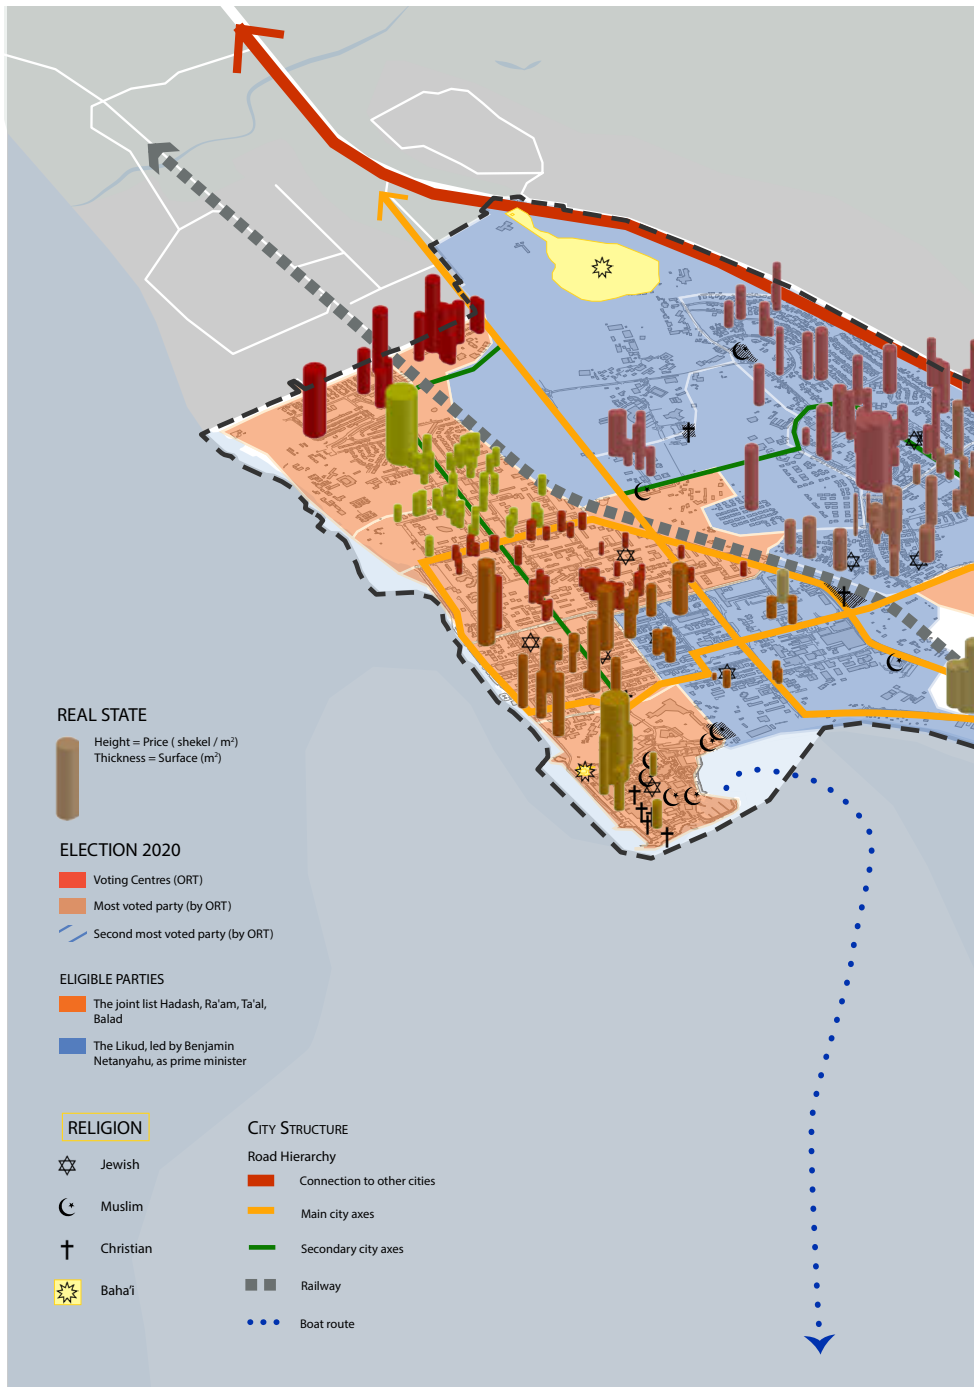 REAL STATE
Height = Price ( shekel / m²)
Thickness = Surface (m²)
ELECTION 2020
Voting Centres (ORT)
Most voted party (by ORT)
Second most voted party (by ORT)
ELIGIBLE PARTIES
The joint list Hadash, Ra'am, Ta'al,
Balad
The Likud, led by Benjamin
Netanyahu, as prime minister
RELIGION
Jewish
Muslim
Christian
Baha'i
CITY STRUCTURE
Road Hierarchy
Connection to other cities
Main city axes
Secondary city axes
Railway
Boat route